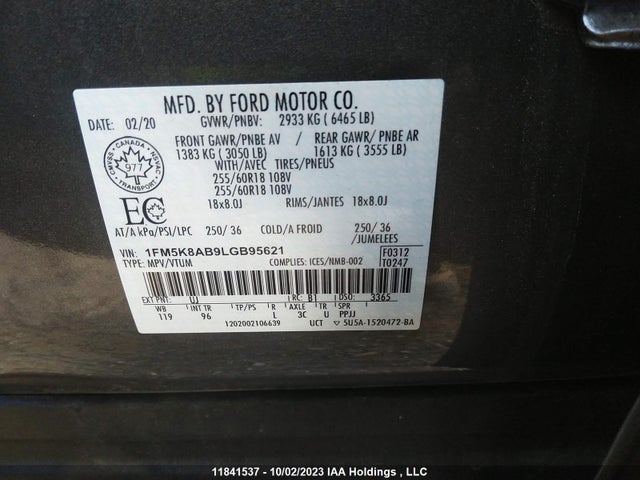 MFD. BY FORD MOTOR CO.
DATE: 02/20 GVWR/PNBV: 2933 KG ( 6465 LB)
FRONT GAWR/PNBE AV / REAR GAWR/ PNBE AR
1383 KG ( 3050 LB) 1613 KG ( 3555 LB)
WITH/AVEC TIRES/PNEUS
255/60R18 108V
255/60R18 108V
18x8.0J RIMS/JANTES 18x8.0J
CANADA
CMVSS NSVAC
977
TRANSPORT
EC
AT/A kPa/PSI/LPC 250/ 36 COLD/A FROID 250/ 36
/JUMELEES
VIN: 1FM5K8AB9LGB95621 F0312
TYPE: MPV/VTUM COMPLIES: ICES/NMB-002 T0247
EXT PNT: UJ RC: B1 DSO: 3365
WB INT TR TP/PS R AXLE TR SPR
119 96 L 3C U PPJJ
1202002106639 UCT ▽ 5U5A-1520472-BA
11841537 - 10/02/2023 IAA Holdings , LLC